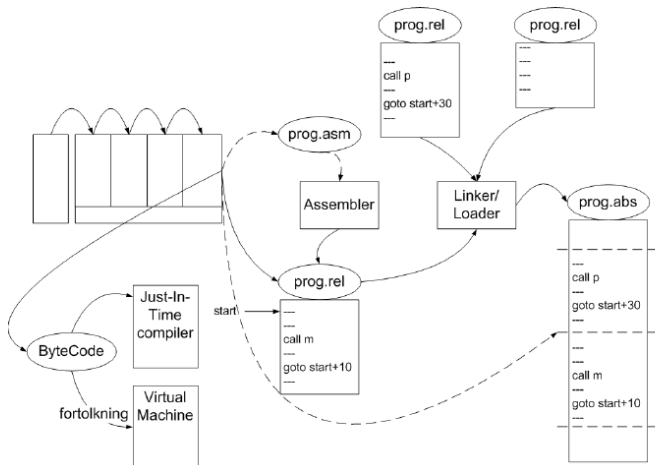 prog.rel
---
call p
---
goto start+30
---
prog.rel
---
---
---
---
prog.asm
Assembler
Linker/
Loader
prog.abs
---
call p
---
goto start+30
---
---
---
call m
---
goto start+10
---
prog.rel
start
---
---
call m
---
goto start+10
---
ByteCode
Just-In-
Time
compiler
fortolkning
Virtual
Machine